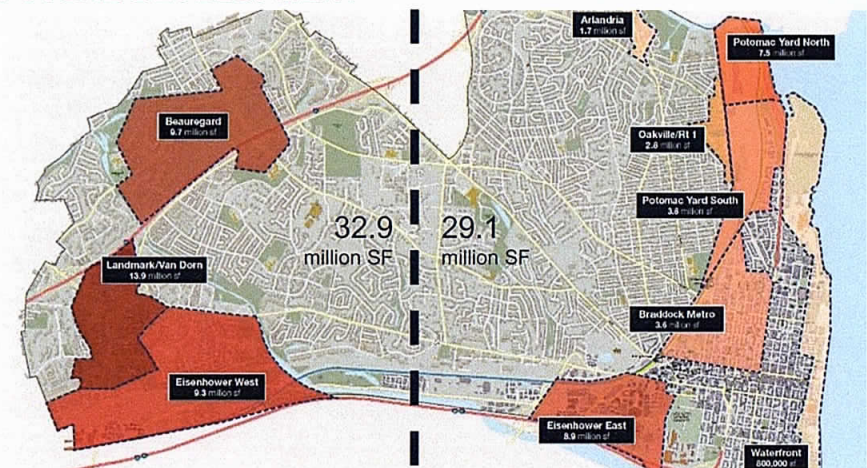 Arlandria
1.7 million sf
Potomac Yard North
7.5 million sf
Beauregard
9.7 million sf
Oakville/Rt 1
2.8 million sf
Potomac Yard South
3.8 million sf
32.9
million SF
29.1
million SF
Landmark/Van Dorn
13.9 million sf
Braddock Metro
3.6 million sf
Eisenhower West
9.3 million sf
Eisenhower East
8.9 million sf
Waterfront
800,000 sf